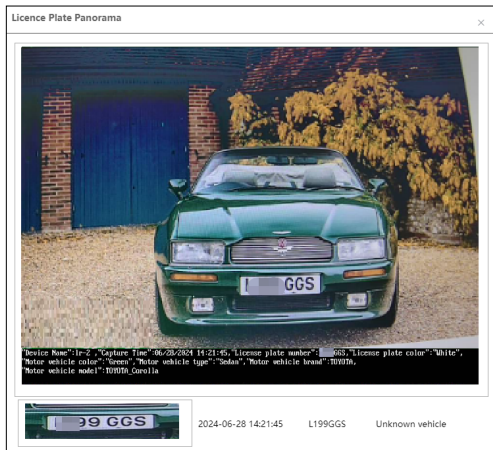 Licence Plate Panorama
×
GGS
"Device Name":lr-2 ,"Capture Time":06/28/2024 14:21:45,"License plate number": GGS,"License plate color":"White",
"Motor vehicle color":"Green","Motor vehicle type":"Sedan","Motor vehicle brand":TOYOTA,
"Motor vehicle model":TOYOTA_Corolla
99 GGS 2024-06-28 14:21:45 L199GGS Unknown vehicle